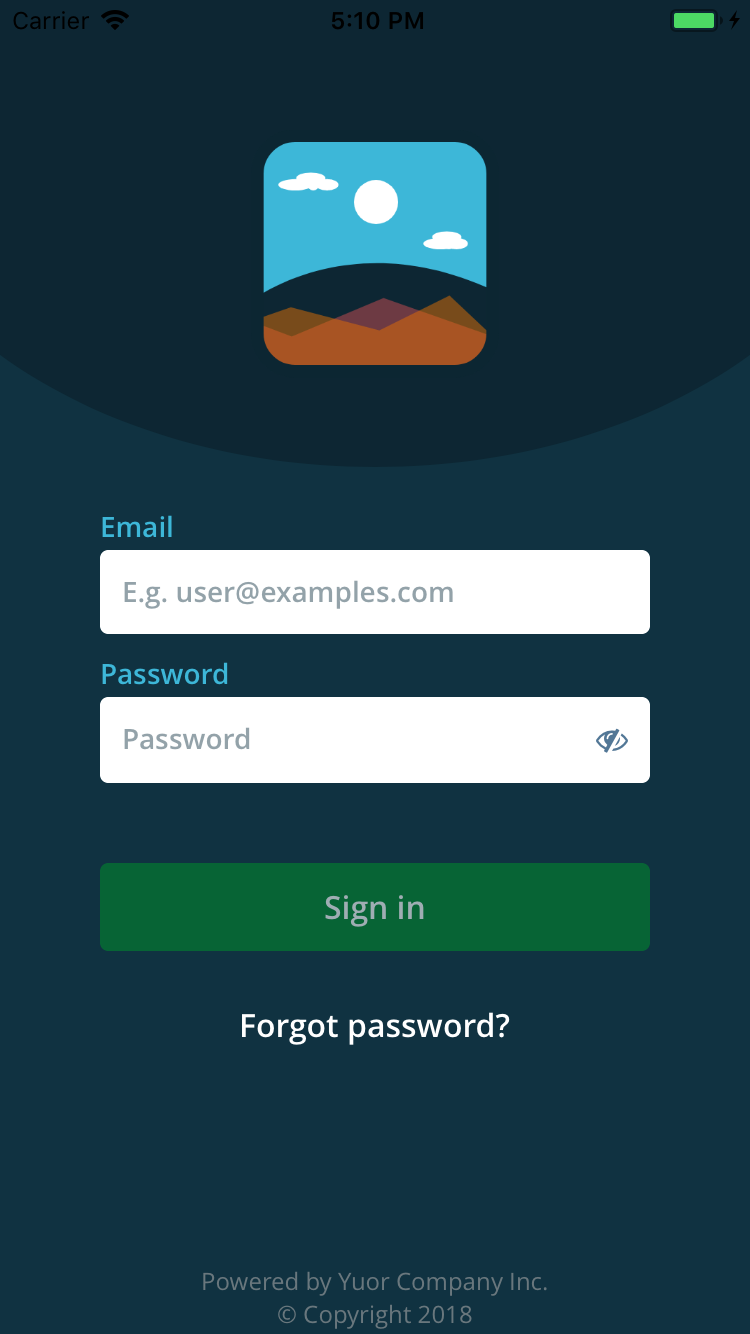 Carrier 5:10 PM
Email
E.g. user@examples.com
Password
Password
Sign in
Forgot password?
Powered by Yuor Company Inc.
© Copyright 2018